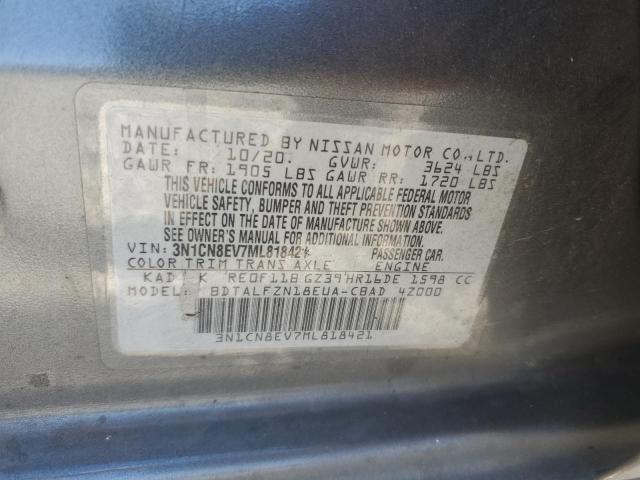 MANUFACTURED BY NISSAN MOTOR CO.,LTD.
DATE: 10/20. GVWR: 3624 LBS
GAWR FR: 1905 LBS GAWR RR: 1720 LBS
THIS VEHICLE CONFORMS TO ALL APPLICABLE FEDERAL MOTOR
VEHICLE SAFETY, BUMPER AND THEFT PREVENTION STANDARDS
IN EFFECT ON THE DATE OF MANUFACTURE SHOWN ABOVE.
SEE OWNER'S MANUAL FOR ADDITIONAL INFORMATION.
VIN: 3N1CN8EV7ML818421 PASSENGER CAR.
COLOR TRIM TRANS AXLE ENGINE
KAD K RE0F11B GZ39 HR16DE 1598 CC
MODEL: BDTALFZN18EUA-CBAD 4Z000
3N1CN8EV7ML818421